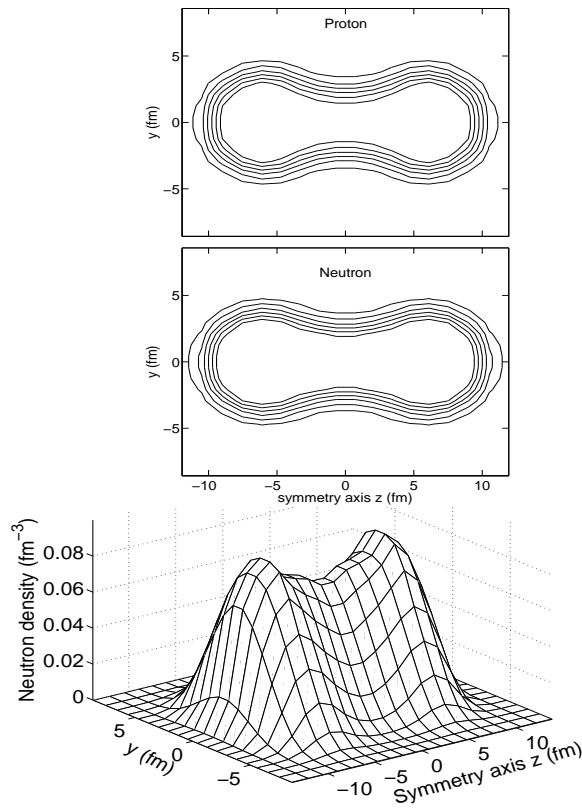 Proton
5
0
−5
y (fm)
Neutron
5
0
−5
y (fm)
−10 −5 0 5 10
symmetry axis z (fm)
Neutron density (fm−3)
0.08
0.06
0.04
0.02
0
5
0
−5
y (fm)
−10
−5
0
5
10
Symmetry axis z (fm)